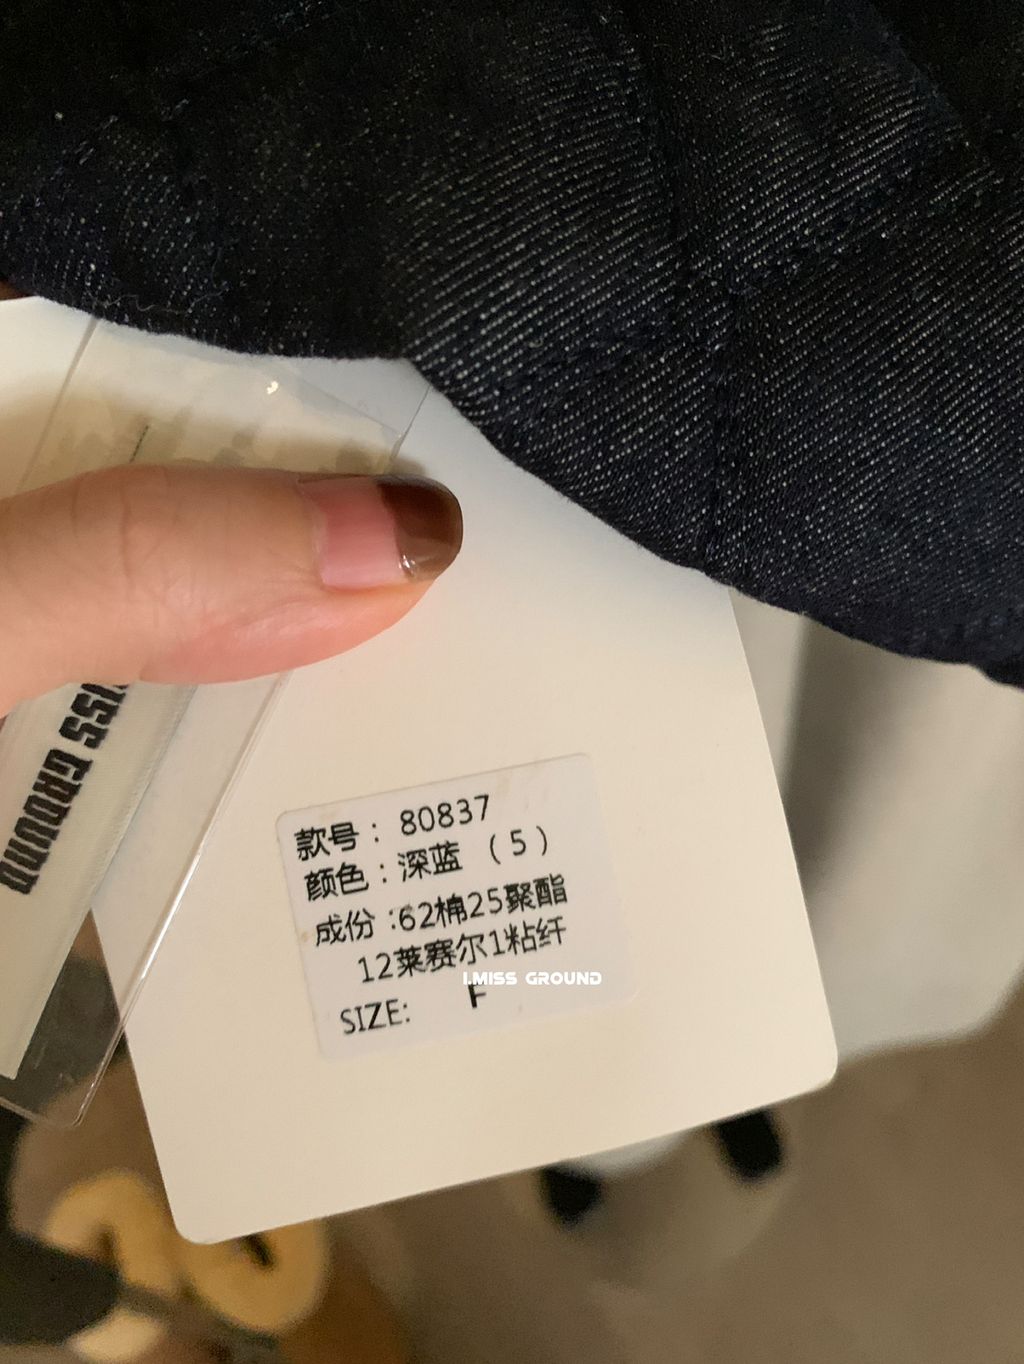 款号：80837
颜色：深蓝（5）
成份：62棉25聚酯
12莱赛尔1粘纤
SIZE: F
I.MISS GROUND
MISS GROUND